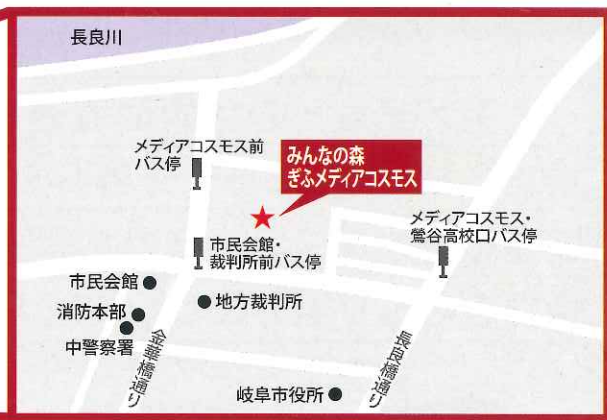 長良川
メディアコスモス前
バス停
みんなの森
ぎふメディアコスモス
メディアコスモス・
鶯谷高校口バス停
市民会館・
裁判所前バス停
市民会館
地方裁判所
消防本部
中警察署
金華橋通り
長良橋通り
岐阜市役所